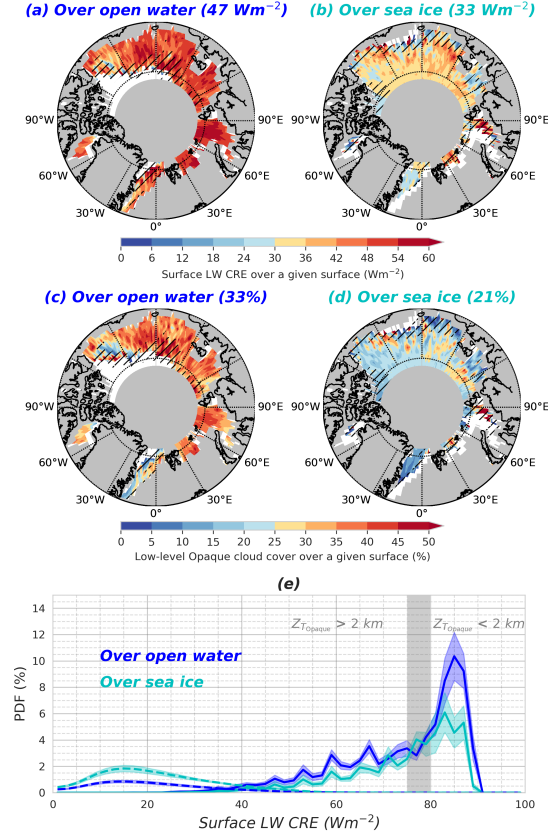 (a) Over open water (47 Wm⁻²)
(b) Over sea ice (33 Wm⁻²)
90°W
90°E
90°W
90°E
60°W
60°E
60°W
60°E
30°W
30°E
30°W
30°E
0°
0°
0 6 12 18 24 30 36 42 48 54 60
Surface LW CRE over a given surface (Wm⁻²)
(c) Over open water (33%)
(d) Over sea ice (21%)
90°W
90°E
90°W
90°E
60°W
60°E
60°W
60°E
30°W
30°E
30°W
30°E
0°
0°
0 5 10 15 20 25 30 35 40 45 50
Low-level Opaque cloud cover over a given surface (%)
(e)
14
12
10
8
6
4
2
0
PDF (%)
Z_{T_{Opaque}} > 2 km
Z_{T_{Opaque}} < 2 km
Over open water
Over sea ice
0 20 40 60 80 100
Surface LW CRE (Wm⁻²)